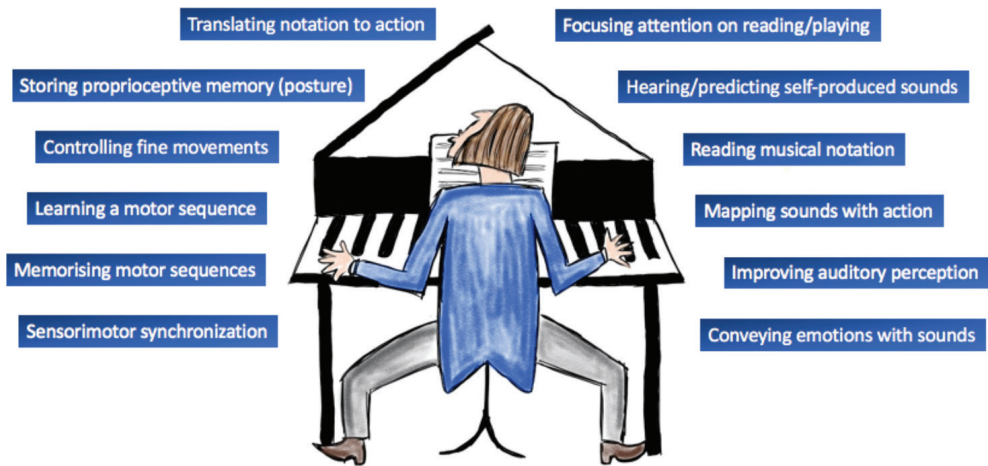 Translating notation to action
Focusing attention on reading/playing
Storing proprioceptive memory (posture)
Hearing/predicting self-produced sounds
Controlling fine movements
Reading musical notation
Learning a motor sequence
Mapping sounds with action
Memorising motor sequences
Improving auditory perception
Sensorimotor synchronization
Conveying emotions with sounds